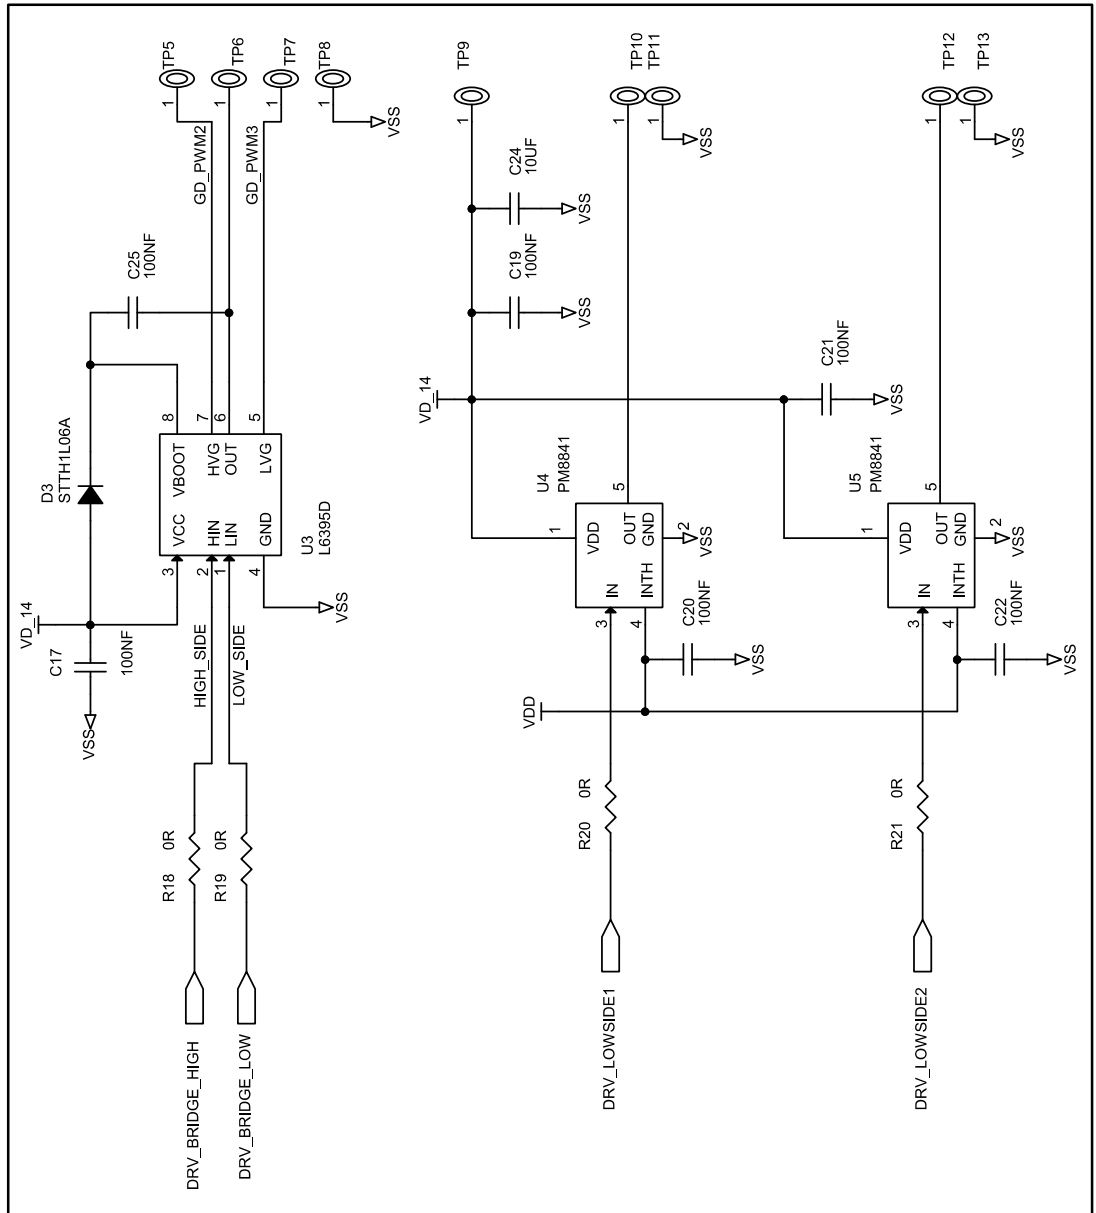 TP5
TP6
TP7
TP8
1
1
1
1
GD_PWM2
GD_PWM3
VSS
C25
100NF
D3
STTH1L06A
8
7
6
5
VBOOT
HVG
OUT
LVG
VCC
HIN
LIN
GND
3
2
1
4
U3
L6395D
VD_14
C17
100NF
VSS
VSS
HIGH_SIDE
LOW_SIDE
R18
0R
R19
0R
DRV_BRIDGE_HIGH
DRV_BRIDGE_LOW
TP9
TP10
TP11
TP12
TP13
1
1
1
1
1
VSS
VSS
C24
10UF
VSS
C19
100NF
VSS
VD_14
C21
100NF
VSS
U4
PM8841
1
5
VDD
OUT
GND
IN
INTH
2
VSS
3
4
C20
100NF
VSS
U5
PM8841
1
5
VDD
OUT
GND
IN
INTH
2
VSS
3
4
C22
100NF
VSS
VDD
R20
0R
R21
0R
DRV_LOWSIDE1
DRV_LOWSIDE2